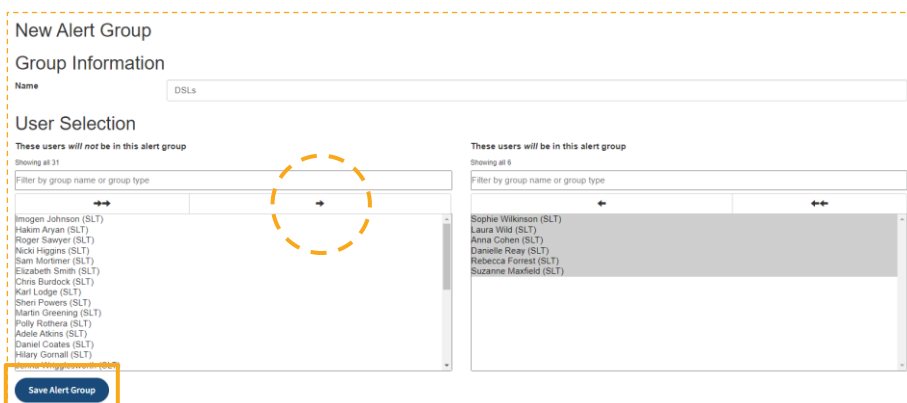 New Alert Group
Group Information
Name
DSLs
User Selection
These users will not be in this alert group
Showing all 31
Filter by group name or group type
Imogen Johnson (SLT)
Hakim Aryan (SLT)
Roger Sawyer (SLT)
Nicki Higgins (SLT)
Sam Mortimer (SLT)
Elizabeth Smith (SLT)
Chris Burdock (SLT)
Karl Lodge (SLT)
Sheri Powers (SLT)
Martin Greening (SLT)
Polly Rothera (SLT)
Adele Atkins (SLT)
Daniel Coates (SLT)
Hilary Gornall (SLT)
These users will be in this alert group
Showing all 6
Filter by group name or group type
Sophie Wilkinson (SLT)
Laura Wild (SLT)
Anna Cohen (SLT)
Danielle Reay (SLT)
Rebecca Forrest (SLT)
Suzanne Maxfield (SLT)
Save Alert Group